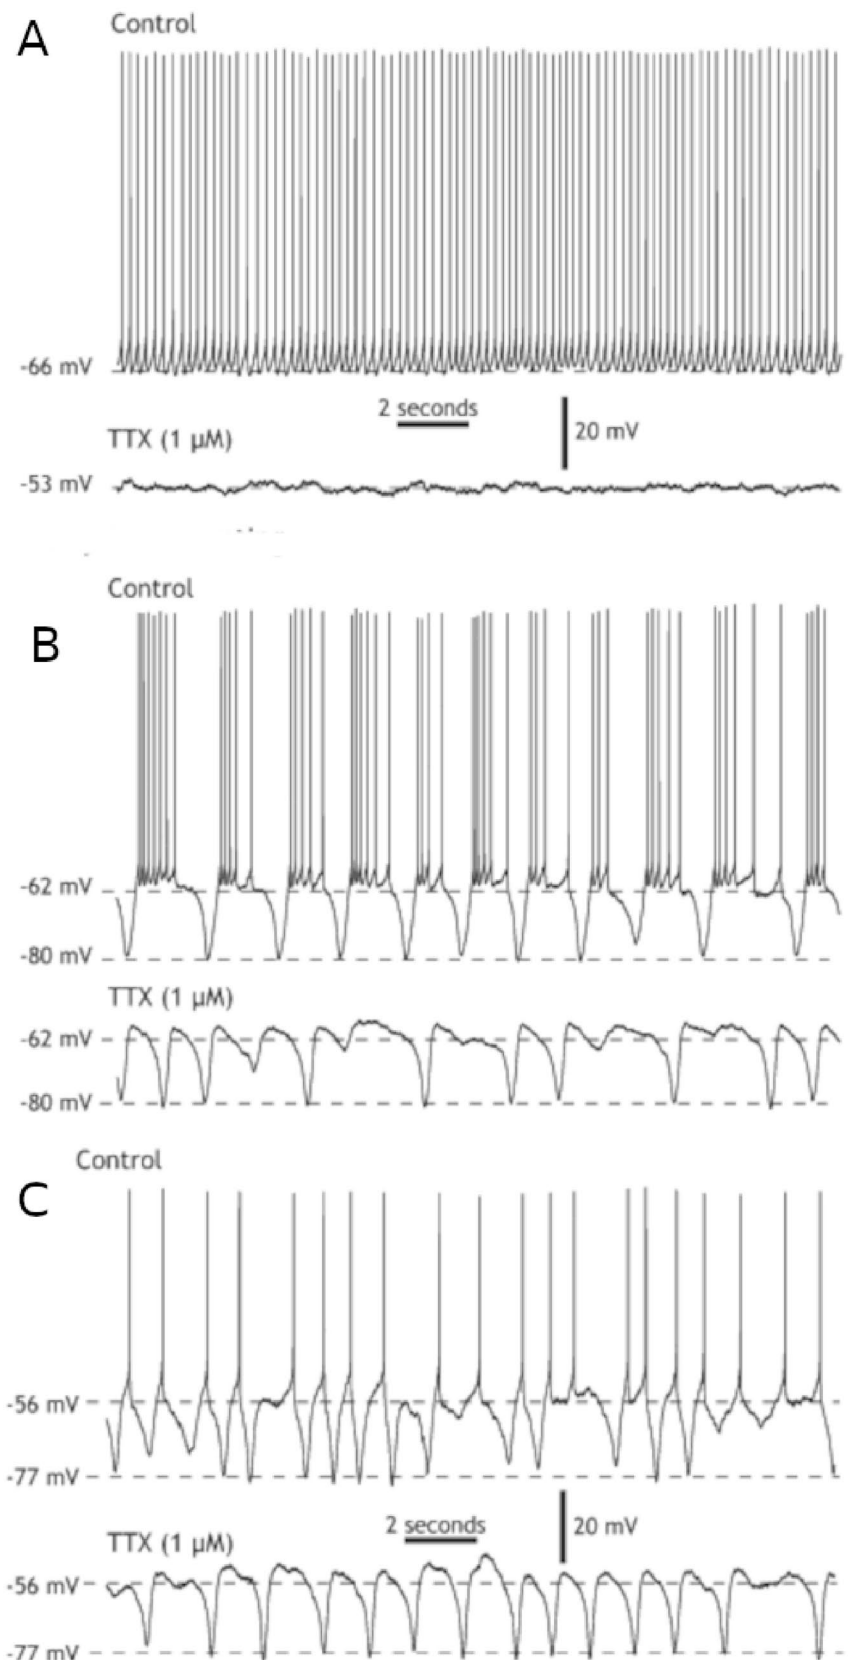 Control
A
-66 mV
2 seconds
20 mV
TTX (1 µM)
-53 mV
Control
B
-62 mV
-80 mV
TTX (1 µM)
-62 mV
-80 mV
Control
C
-56 mV
-77 mV
2 seconds
20 mV
TTX (1 µM)
-56 mV
-77 mV